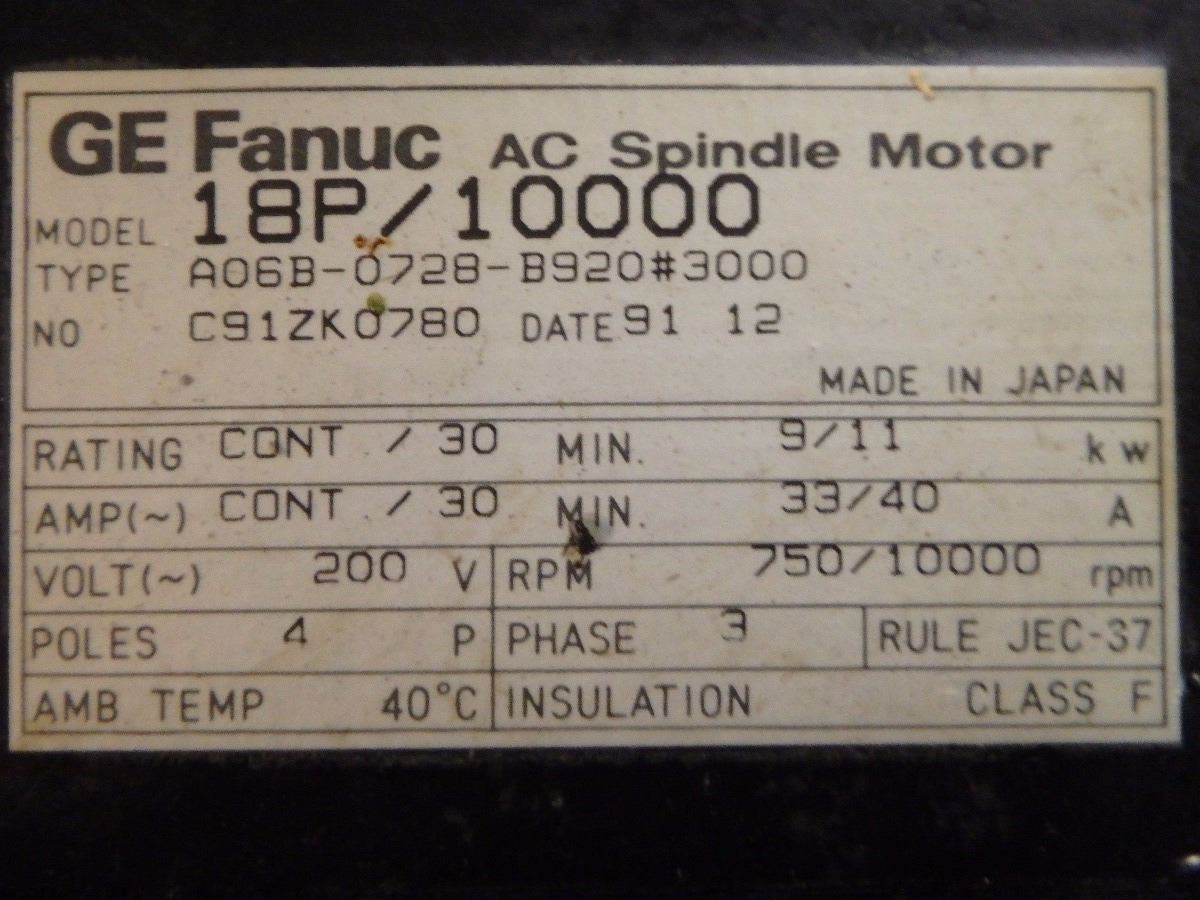 GE Fanuc AC Spindle Motor
MODEL 18P/10000
TYPE A06B-0728-B920#3000
NO C91ZK0780 DATE 91 12
MADE IN JAPAN
RATING CONT / 30 MIN. 9/11 kw
AMP(~) CONT / 30 MIN. 33/40 A
VOLT(~) 200 V RPM 750/10000 rpm
POLES 4 P PHASE 3 RULE JEC-37
AMB TEMP 40°C INSULATION CLASS F